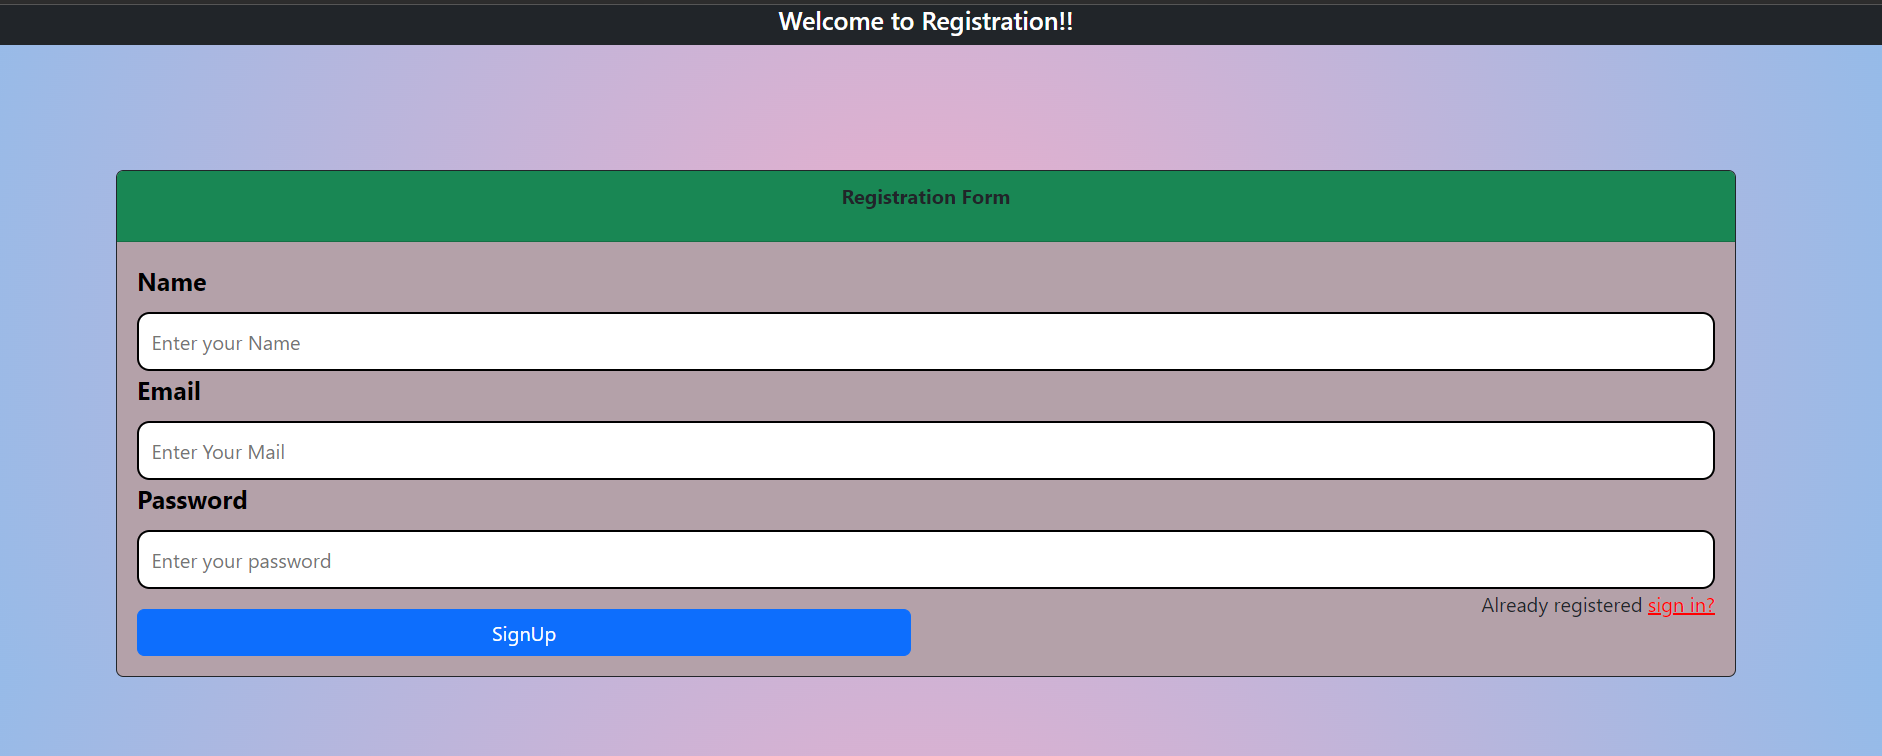 Welcome to Registration!!
Registration Form
Name
Enter your Name
Email
Enter Your Mail
Password
Enter your password
Already registered sign in?
SignUp